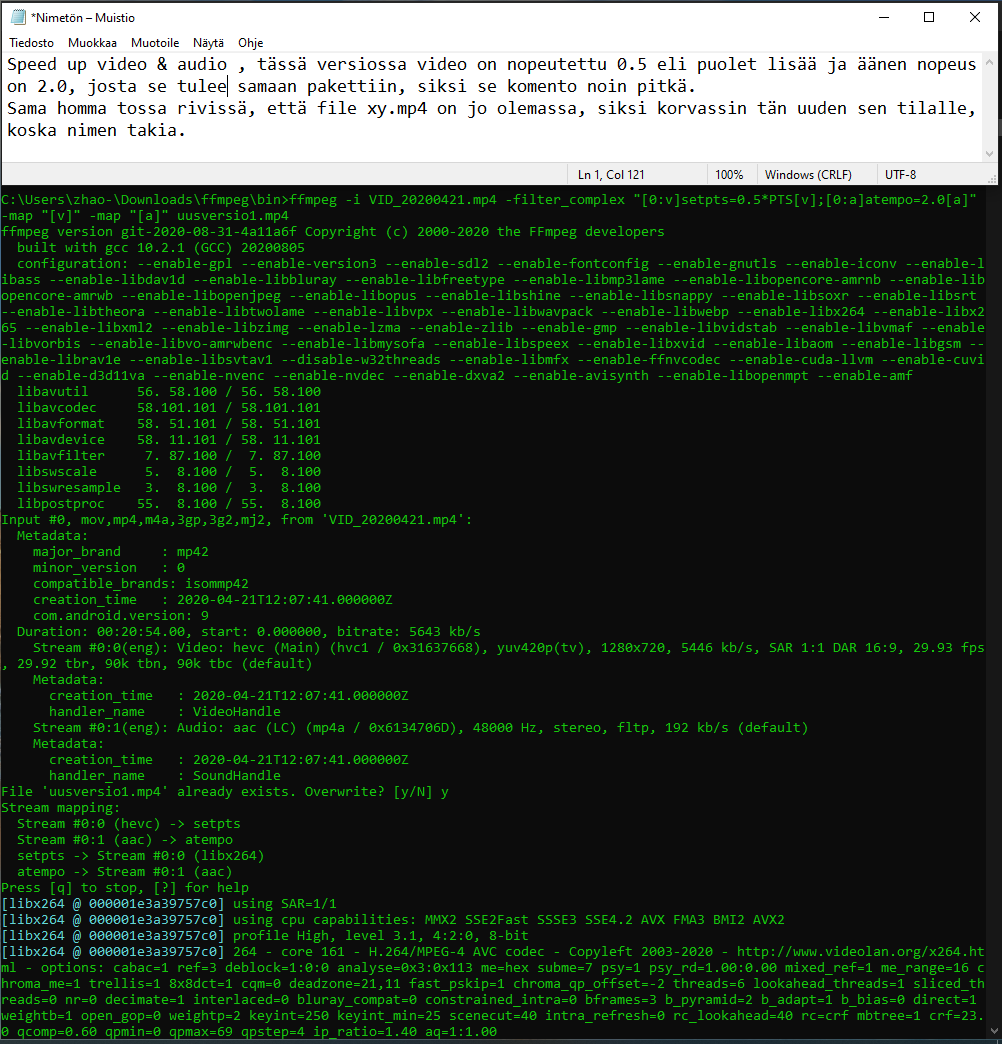 *Nimetön – Muistio
Tiedosto Muokkaa Muotoile Näytä Ohje
Speed up video & audio , tässä versiossa video on nopeutettu 0.5 eli puolet lisää ja äänen nopeus
on 2.0, josta se tulee samaan pakettiin, siksi se komento noin pitkä.
Sama homma tossa rivissä, että file xy.mp4 on jo olemassa, siksi korvassin tän uuden sen tilalle,
koska nimen takia.
Ln 1, Col 121 100% Windows (CRLF) UTF-8
C:\Users\zhao-\Downloads\ffmpeg\bin>ffmpeg -i VID_20200421.mp4 -filter_complex "[0:v]setpts=0.5*PTS[v];[0:a]atempo=2.0[a]"
-map "[v]" -map "[a]" uusversio1.mp4
ffmpeg version git-2020-08-31-4a11a6f Copyright (c) 2000-2020 the FFmpeg developers
  built with gcc 10.2.1 (GCC) 20200805
  configuration: --enable-gpl --enable-version3 --enable-sdl2 --enable-fontconfig --enable-gnutls --enable-iconv --enable-l
ibass --enable-libdav1d --enable-libbluray --enable-libfreetype --enable-libmp3lame --enable-libopencore-amrnb --enable-lib
opencore-amrwb --enable-libopenjpeg --enable-libopus --enable-libshine --enable-libsnappy --enable-libsoxr --enable-libsrt
--enable-libtheora --enable-libtwolame --enable-libvpx --enable-libwavpack --enable-libwebp --enable-libx264 --enable-libx2
65 --enable-libxml2 --enable-libzimg --enable-lzma --enable-zlib --enable-gmp --enable-libvidstab --enable-libvmaf --enable
-libvorbis --enable-libvo-amrwbenc --enable-libmysofa --enable-libspeex --enable-libxvid --enable-libaom --enable-libgsm --
enable-librav1e --enable-libsvtav1 --disable-w32threads --enable-libmfx --enable-ffnvcodec --enable-cuda-llvm --enable-cuvi
d --enable-d3d11va --enable-nvenc --enable-nvdec --enable-dxva2 --enable-avisynth --enable-libopenmpt --enable-amf
  libavutil      56. 58.100 / 56. 58.100
  libavcodec     58.101.101 / 58.101.101
  libavformat    58. 51.101 / 58. 51.101
  libavdevice    58. 11.101 / 58. 11.101
  libavfilter     7. 87.100 /  7. 87.100
  libswscale      5.  8.100 /  5.  8.100
  libswresample   3.  8.100 /  3.  8.100
  libpostproc    55.  8.100 / 55.  8.100
Input #0, mov,mp4,m4a,3gp,3g2,mj2, from 'VID_20200421.mp4':
  Metadata:
    major_brand     : mp42
    minor_version   : 0
    compatible_brands: isommp42
    creation_time   : 2020-04-21T12:07:41.000000Z
    com.android.version: 9
  Duration: 00:20:54.00, start: 0.000000, bitrate: 5643 kb/s
    Stream #0:0(eng): Video: hevc (Main) (hvc1 / 0x31637668), yuv420p(tv), 1280x720, 5446 kb/s, SAR 1:1 DAR 16:9, 29.93 fps
, 29.92 tbr, 90k tbn, 90k tbc (default)
    Metadata:
      creation_time   : 2020-04-21T12:07:41.000000Z
      handler_name    : VideoHandle
    Stream #0:1(eng): Audio: aac (LC) (mp4a / 0x6134706D), 48000 Hz, stereo, fltp, 192 kb/s (default)
    Metadata:
      creation_time   : 2020-04-21T12:07:41.000000Z
      handler_name    : SoundHandle
File 'uusversio1.mp4' already exists. Overwrite? [y/N] y
Stream mapping:
  Stream #0:0 (hevc) -> setpts
  Stream #0:1 (aac) -> atempo
  setpts -> Stream #0:0 (libx264)
  atempo -> Stream #0:1 (aac)
Press [q] to stop, [?] for help
[libx264 @ 000001e3a39757c0] using SAR=1/1
[libx264 @ 000001e3a39757c0] using cpu capabilities: MMX2 SSE2Fast SSSE3 SSE4.2 AVX FMA3 BMI2 AVX2
[libx264 @ 000001e3a39757c0] profile High, level 3.1, 4:2:0, 8-bit
[libx264 @ 000001e3a39757c0] 264 - core 161 - H.264/MPEG-4 AVC codec - Copyleft 2003-2020 - http://www.videolan.org/x264.ht
ml - options: cabac=1 ref=3 deblock=1:0:0 analyse=0x3:0x113 me=hex subme=7 psy=1 psy_rd=1.00:0.00 mixed_ref=1 me_range=16 c
hroma_me=1 trellis=1 8x8dct=1 cqm=0 deadzone=21,11 fast_pskip=1 chroma_qp_offset=-2 threads=6 lookahead_threads=1 sliced_th
reads=0 nr=0 decimate=1 interlaced=0 bluray_compat=0 constrained_intra=0 bframes=3 b_pyramid=2 b_adapt=1 b_bias=0 direct=1
weightb=1 open_gop=0 weightp=2 keyint=250 keyint_min=25 scenecut=40 intra_refresh=0 rc_lookahead=40 rc=crf mbtree=1 crf=23.
0 qcomp=0.60 qpmin=0 qpmax=69 qpstep=4 ip_ratio=1.40 aq=1:1.00